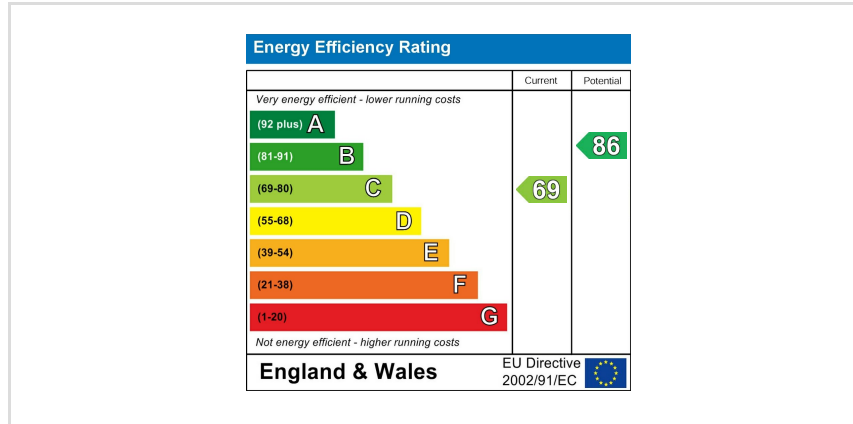 Energy Efficiency Rating
Current Potential
Very energy efficient - lower running costs
(92 plus) A
(81-91) B
86
(69-80) C
69
(55-68) D
(39-54) E
(21-38) F
(1-20) G
Not energy efficient - higher running costs
England & Wales
EU Directive
2002/91/EC